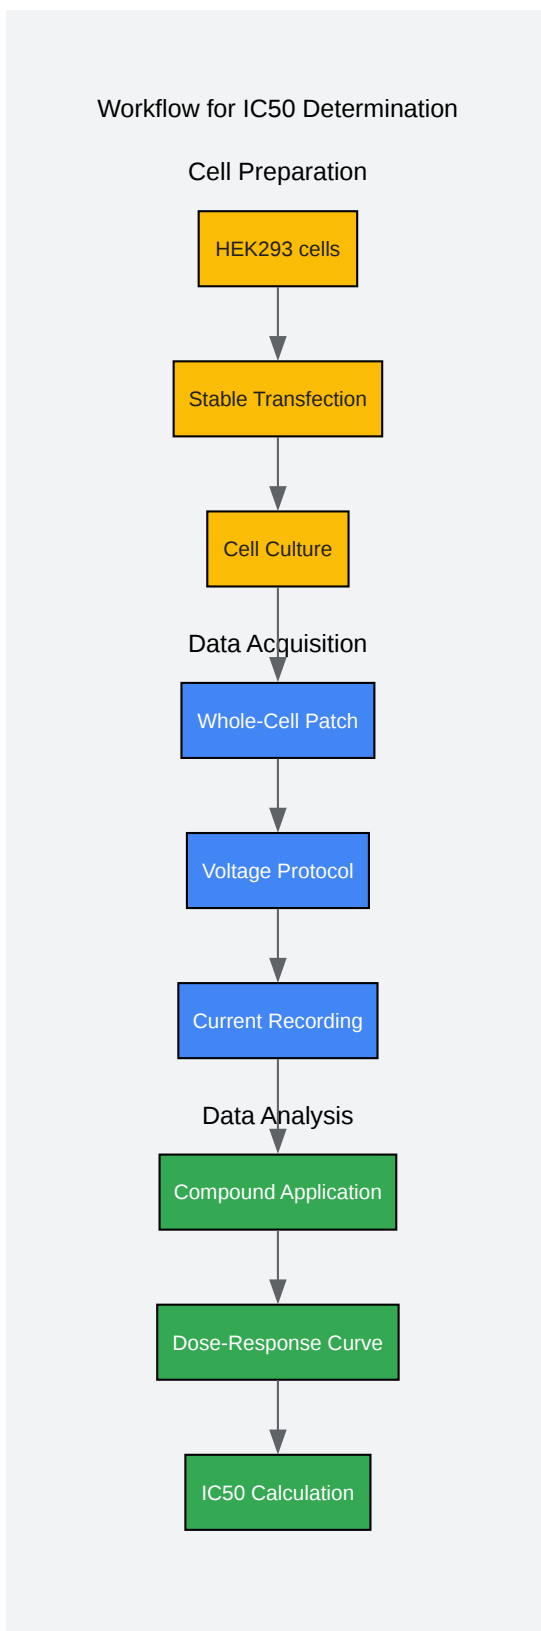 Workflow for IC50 Determination
Cell Preparation
HEK293 cells
Stable Transfection
Cell Culture
Data Acquisition
Whole-Cell Patch
Voltage Protocol
Current Recording
Data Analysis
Compound Application
Dose-Response Curve
IC50 Calculation